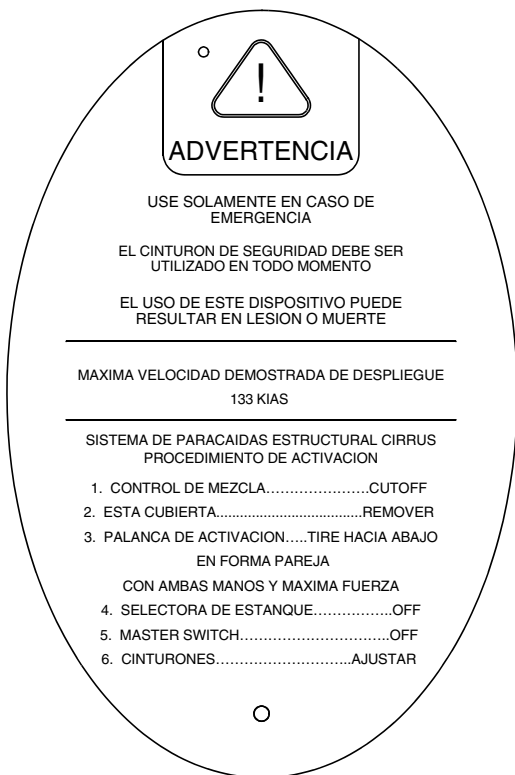 !
ADVERTENCIA
USE SOLAMENTE EN CASO DE
EMERGENCIA
EL CINTURON DE SEGURIDAD DEBE SER
UTILIZADO EN TODO MOMENTO
EL USO DE ESTE DISPOSITIVO PUEDE
RESULTAR EN LESION O MUERTE
MAXIMA VELOCIDAD DEMOSTRADA DE DESPLIEGUE
133 KIAS
SISTEMA DE PARACAIDAS ESTRUCTURAL CIRRUS
PROCEDIMIENTO DE ACTIVACION
1. CONTROL DE MEZCLA…………………CUTOFF
2. ESTA CUBIERTA.....................................REMOVER
3. PALANCA DE ACTIVACION…..TIRE HACIA ABAJO
EN FORMA PAREJA
CON AMBAS MANOS Y MAXIMA FUERZA
4. SELECTORA DE ESTANQUE……………..OFF
5. MASTER SWITCH…………………………..OFF
6. CINTURONES………………………...AJUSTAR